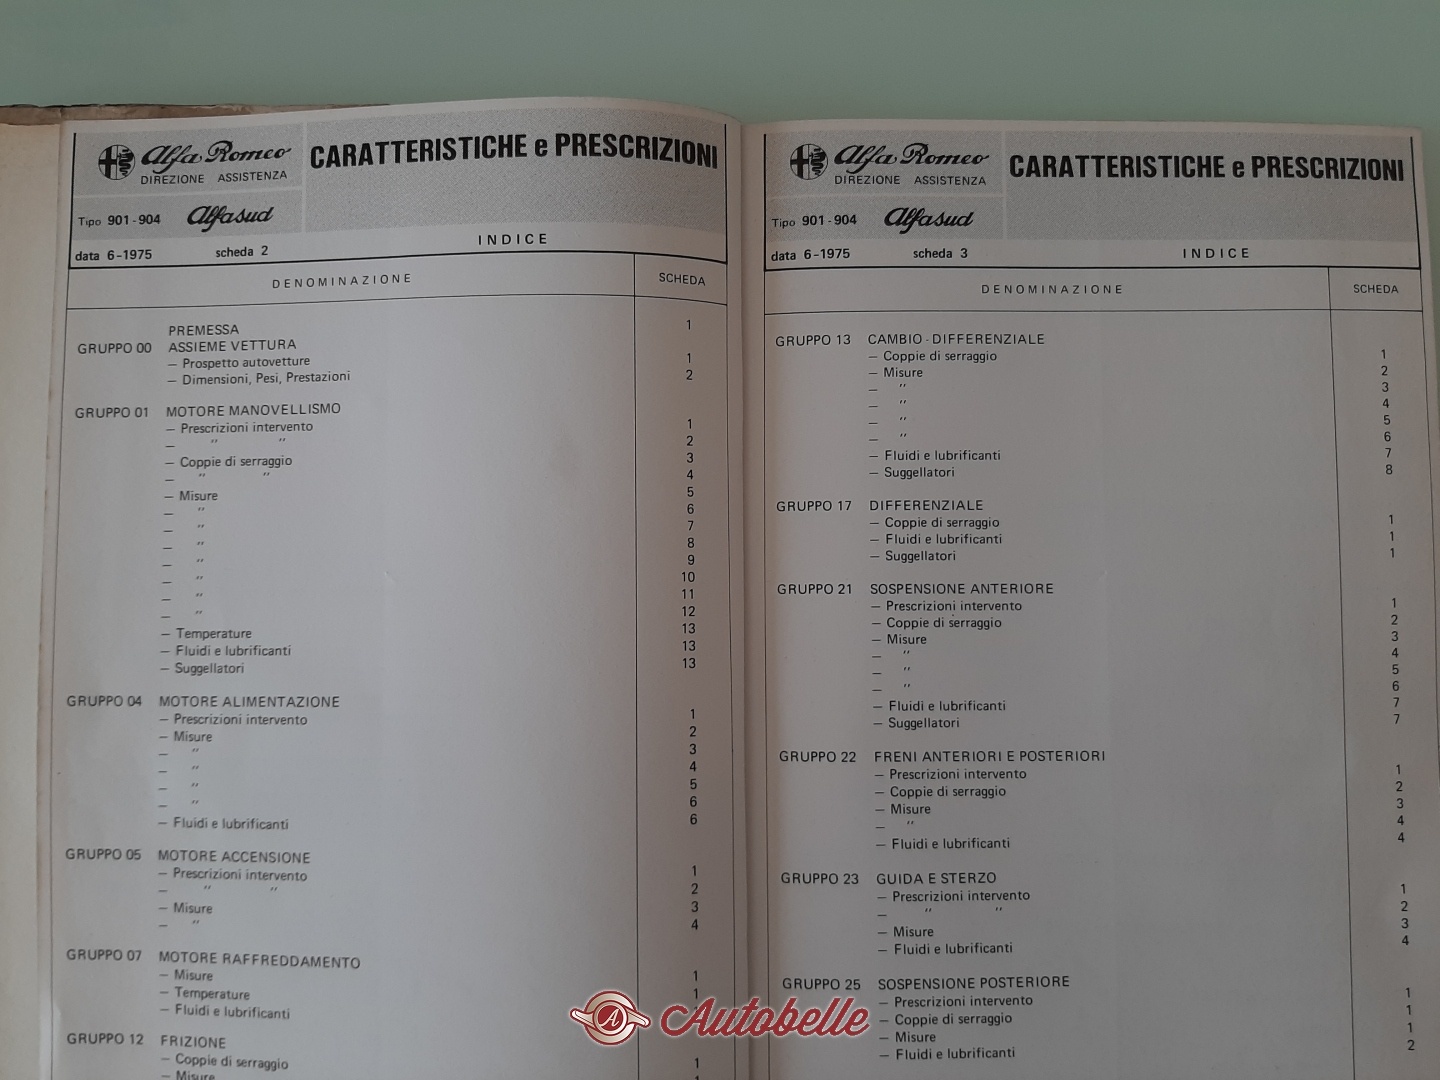 Alfa Romeo
DIREZIONE ASSISTENZA
CARATTERISTICHE e PRESCRIZIONI
Tipo 901-904 Alfasud
data 6-1975 scheda 2 INDICE
DENOMINAZIONE SCHEDA
PREMESSA 1
GRUPPO 00 ASSIEME VETTURA
— Prospetto autovetture 1
— Dimensioni, Pesi, Prestazioni 2
GRUPPO 01 MOTORE MANOVELLISMO
— Prescrizioni intervento 1
— " " 2
— Coppie di serraggio 3
— " " 4
— Misure 5
— " 6
— " 7
— " 8
— " 9
— " 10
— " 11
— " 12
— Temperature 13
— Fluidi e lubrificanti 13
— Suggellatori 13
GRUPPO 04 MOTORE ALIMENTAZIONE
— Prescrizioni intervento 1
— Misure 2
— " 3
— " 4
— " 5
— " 6
— Fluidi e lubrificanti 6
GRUPPO 05 MOTORE ACCENSIONE
— Prescrizioni intervento 1
— " " 2
— Misure 3
— " 4
GRUPPO 07 MOTORE RAFFREDDAMENTO
— Misure 1
— Temperature 1
— Fluidi e lubrificanti
GRUPPO 12 FRIZIONE
— Coppie di serraggio 1
— Misure
Alfa Romeo
DIREZIONE ASSISTENZA
CARATTERISTICHE e PRESCRIZIONI
Tipo 901-904 Alfasud
data 6-1975 scheda 3 INDICE
DENOMINAZIONE SCHEDA
GRUPPO 13 CAMBIO - DIFFERENZIALE
— Coppie di serraggio 1
— Misure 2
— " 3
— " 4
— " 5
— " 6
— Fluidi e lubrificanti 7
— Suggellatori 8
GRUPPO 17 DIFFERENZIALE
— Coppie di serraggio 1
— Fluidi e lubrificanti 1
— Suggellatori 1
GRUPPO 21 SOSPENSIONE ANTERIORE
— Prescrizioni intervento 1
— Coppie di serraggio 2
— Misure 3
— " 4
— " 5
— " 6
— Fluidi e lubrificanti 7
— Suggellatori 7
GRUPPO 22 FRENI ANTERIORI E POSTERIORI
— Prescrizioni intervento 1
— Coppie di serraggio 2
— Misure 3
— " 4
— Fluidi e lubrificanti 4
GRUPPO 23 GUIDA E STERZO
— Prescrizioni intervento 1
— " " 2
— Misure 3
— Fluidi e lubrificanti 4
GRUPPO 25 SOSPENSIONE POSTERIORE
— Prescrizioni intervento 1
— Coppie di serraggio 1
— Misure 1
— Fluidi e lubrificanti 2
A Autobelle